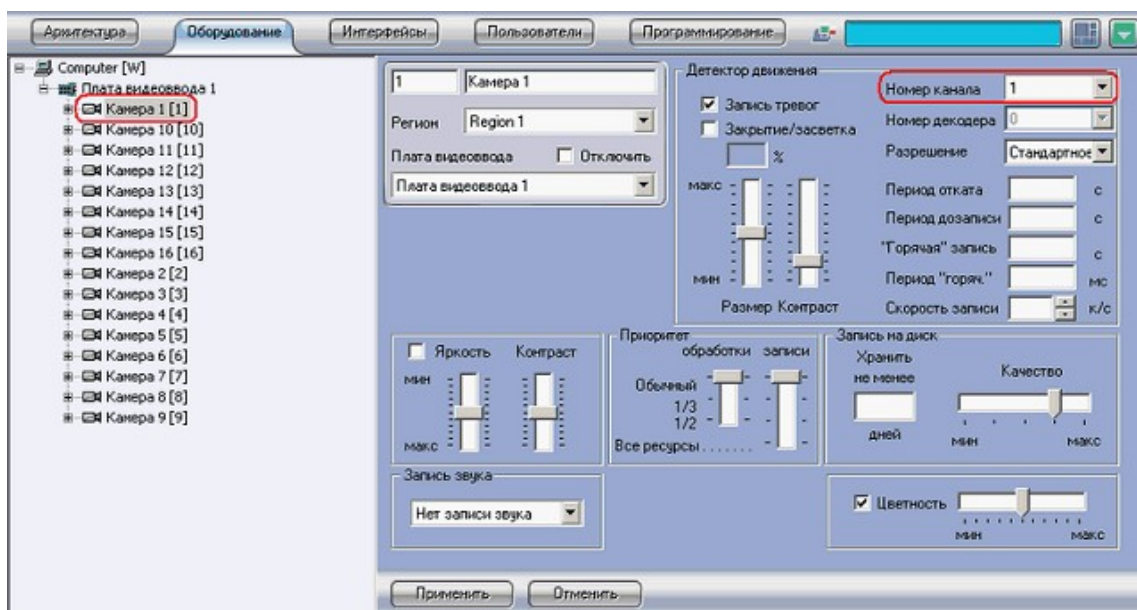 Архитектура Оборудование Интерфейсы Пользователи Программирование
Computer [W]
Плата видеоввода 1
Камера 1 [1]
Камера 10 [10]
Камера 11 [11]
Камера 12 [12]
Камера 13 [13]
Камера 14 [14]
Камера 15 [15]
Камера 16 [16]
Камера 2 [2]
Камера 3 [3]
Камера 4 [4]
Камера 5 [5]
Камера 6 [6]
Камера 7 [7]
Камера 8 [8]
Камера 9 [9]
1 Камера 1
Регион Region 1
Плата видеоввода Отключить
Плата видеоввода 1
Детектор движения
Запись тревог
Закрытие/засветка
%
макс
мин
Размер Контраст
Номер канала 1
Номер декодера 0
Разрешение Стандартное
Период отката с
Период дозаписи с
"Горячая" запись с
Период "горяч." мс
Скорость записи к/с
Яркость Контраст
мин
макс
Приоритет
обработки записи
Обычный
1/3
1/2
Все ресурсы.......
Запись на диск
Хранить
не менее
дней
Качество
мин макс
Запись звука
Нет записи звука
Цветность
мин макс
Применить Отменить